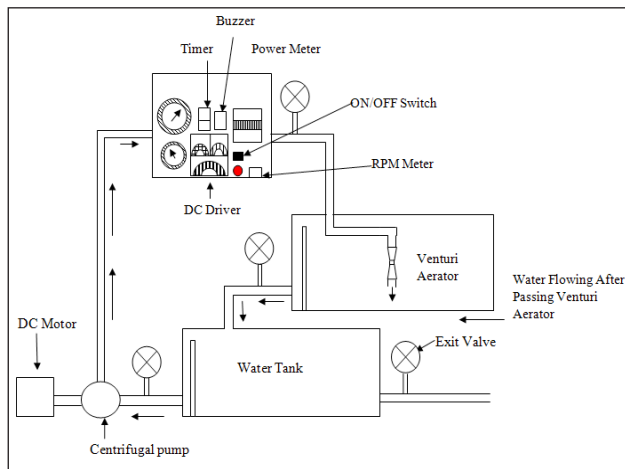 Buzzer
Timer
Power Meter
ON/OFF Switch
RPM Meter
DC Driver
Venturi
Aerator
Water Flowing After
Passing Venturi
Aerator
DC Motor
Exit Valve
Water Tank
Centrifugal pump